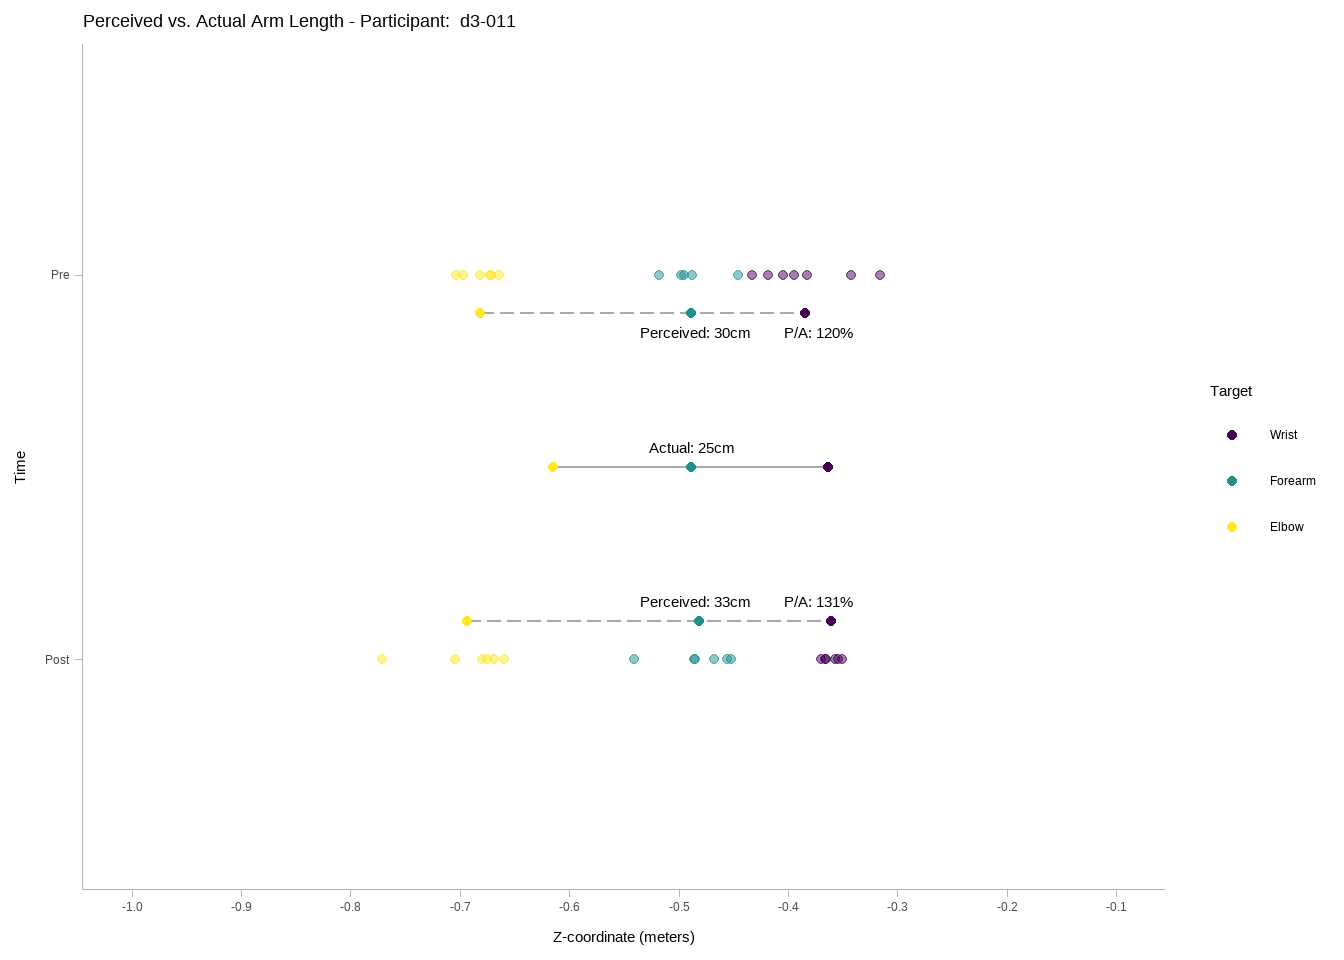 Perceived vs. Actual Arm Length - Participant:  d3-011
Pre
Perceived: 30cm P/A: 120%
Actual: 25cm
Perceived: 33cm P/A: 131%
Post
Time
-1.0 -0.9 -0.8 -0.7 -0.6 -0.5 -0.4 -0.3 -0.2 -0.1
Z-coordinate (meters)
Target
Wrist
Forearm
Elbow